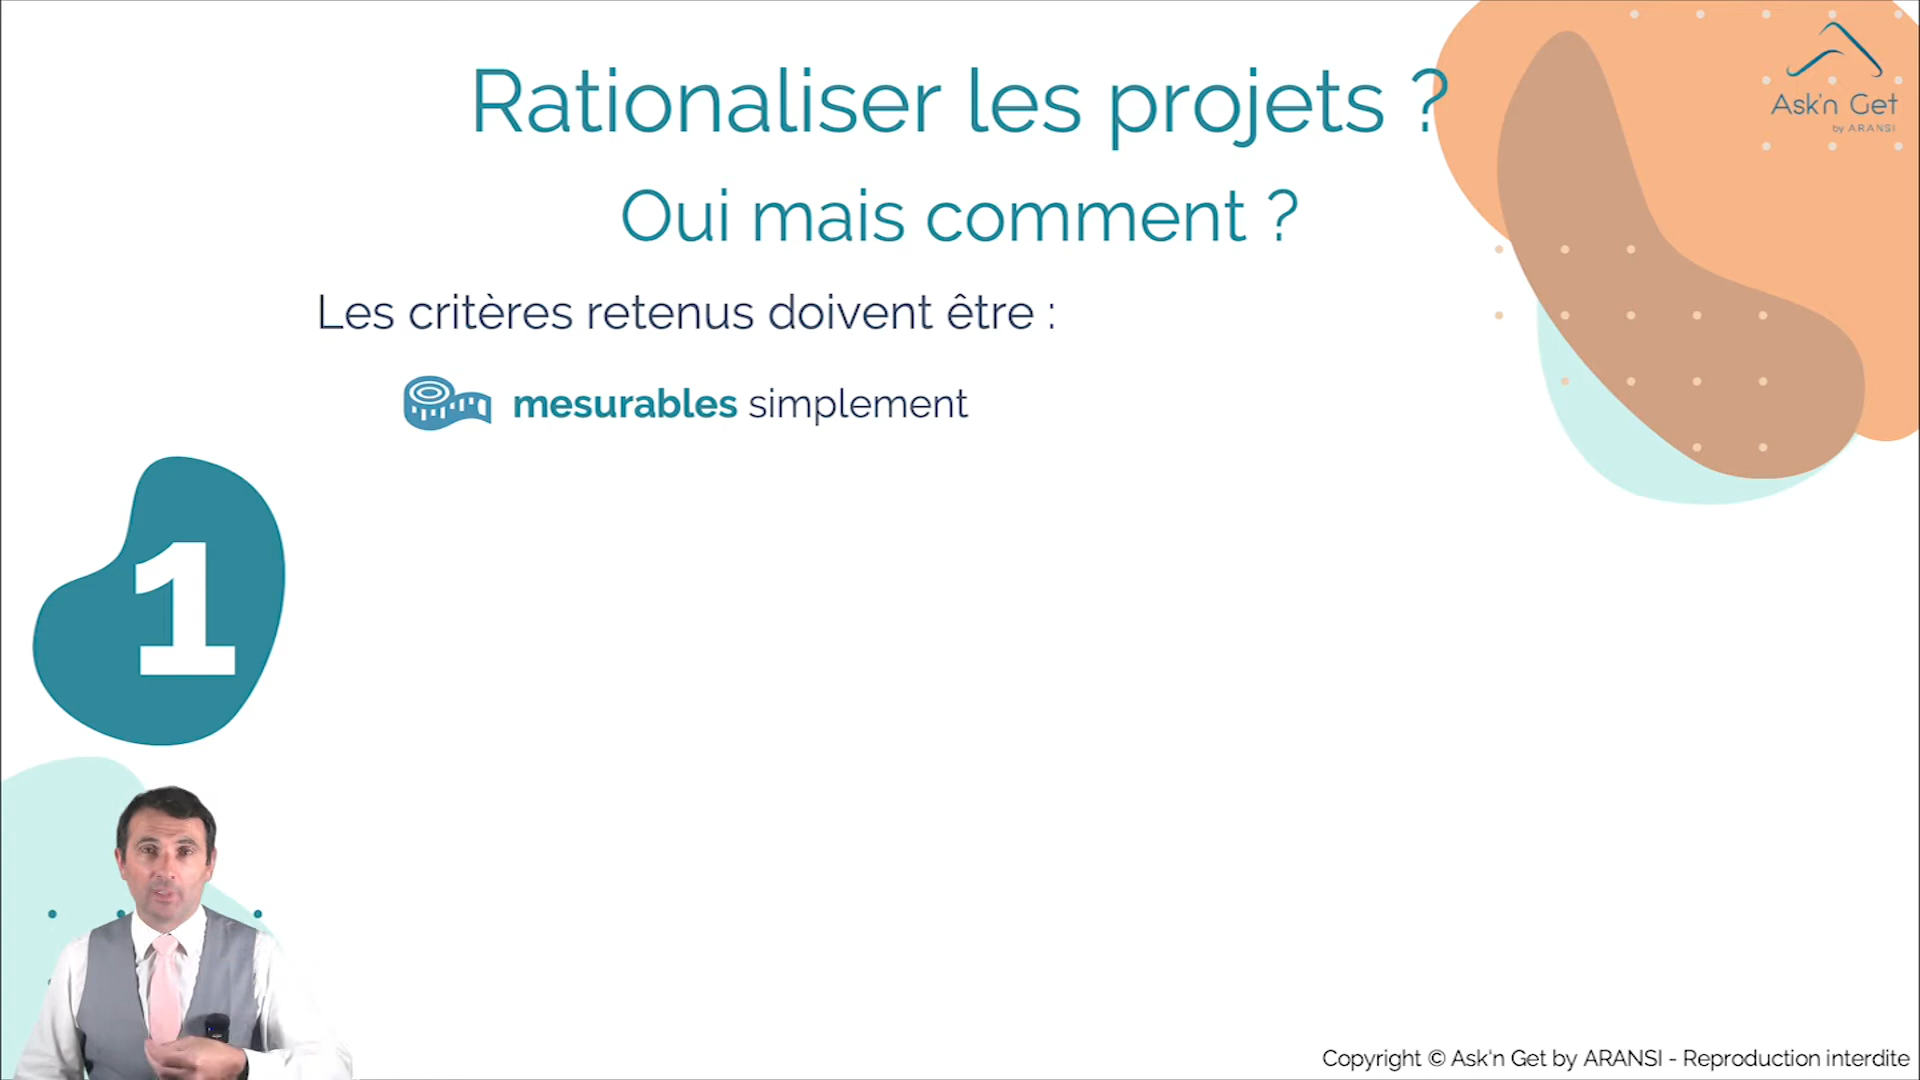 Rationaliser les projets ?
Ask'n Get
by ARANSI
Oui mais comment ?
Les critères retenus doivent être :
mesurables simplement
1
Copyright © Ask'n Get by ARANSI - Reproduction interdite